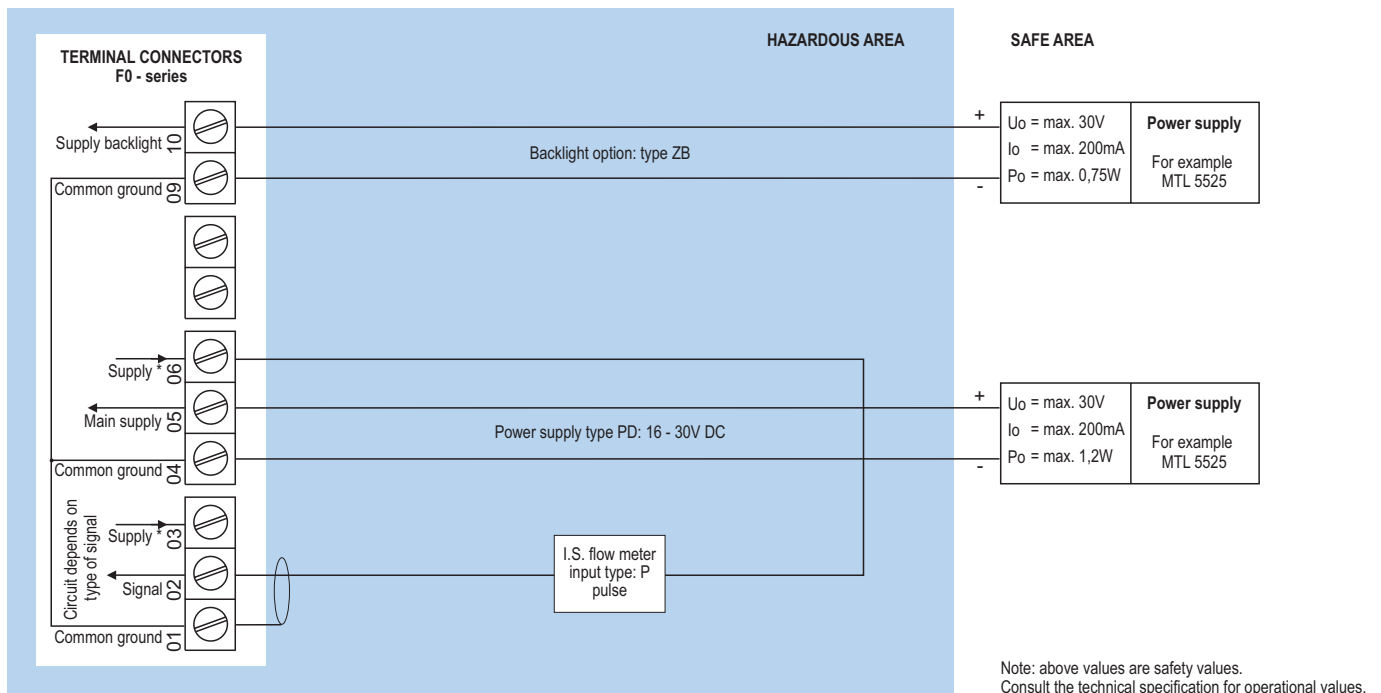 HAZARDOUS AREA
SAFE AREA
TERMINAL CONNECTORS
F0 - series
Supply backlight
10
Common ground
09
Backlight option: type ZB
+
-
Uo = max. 30V
Io = max. 200mA
Po = max. 0,75W
Power supply
For example
MTL 5525
Supply *
06
Main supply
05
Common ground
04
Power supply type PD: 16 - 30V DC
+
-
Uo = max. 30V
Io = max. 200mA
Po = max. 1,2W
Power supply
For example
MTL 5525
Circuit depends on
type of signal
Supply *
03
Signal
02
Common ground
01
I.S. flow meter
input type: P
pulse
Note: above values are safety values.
Consult the technical specification for operational values.